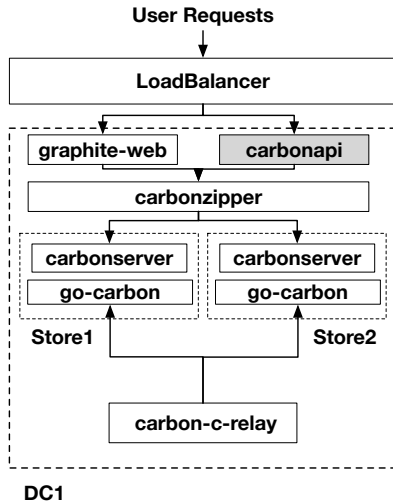 User Requests
LoadBalancer
graphite-web carbonapi
carbonzipper
carbonserver carbonserver
go-carbon go-carbon
Store1 Store2
carbon-c-relay
DC1